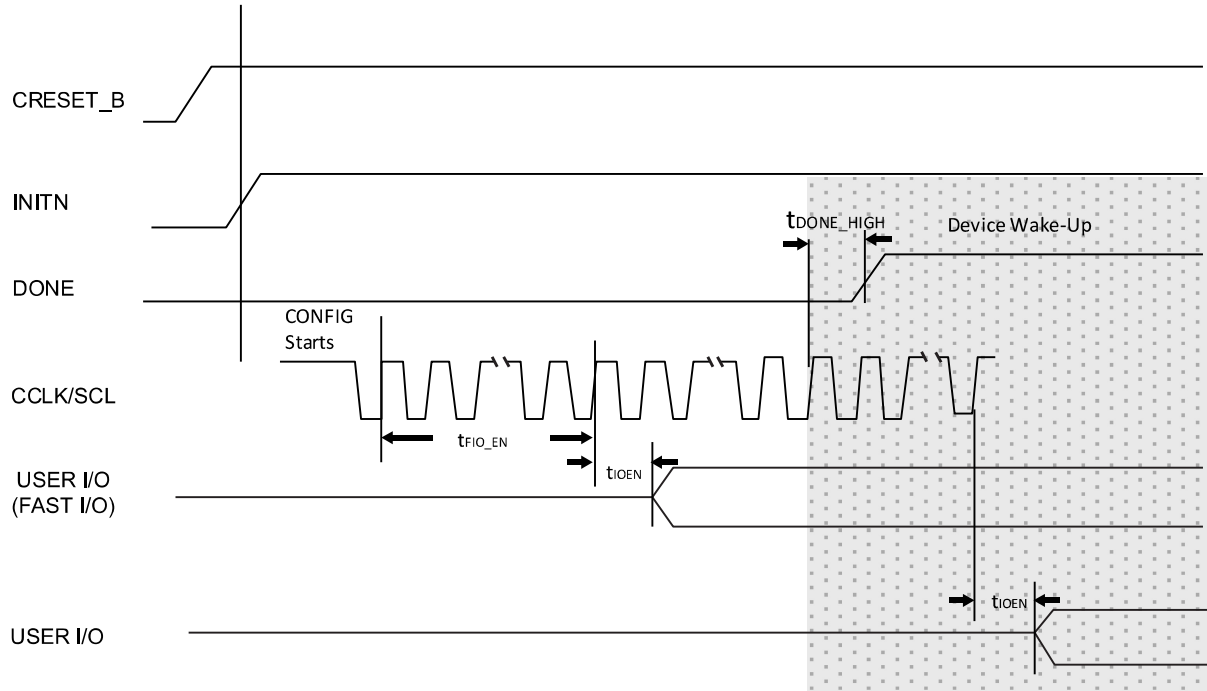 CRESET_B
INITN
tDONE_HIGH
Device Wake-Up
DONE
CONFIG
Starts
CCLK/SCL
tFIO_EN
tIOEN
USER I/O
(FAST I/O)
tIOEN
USER I/O